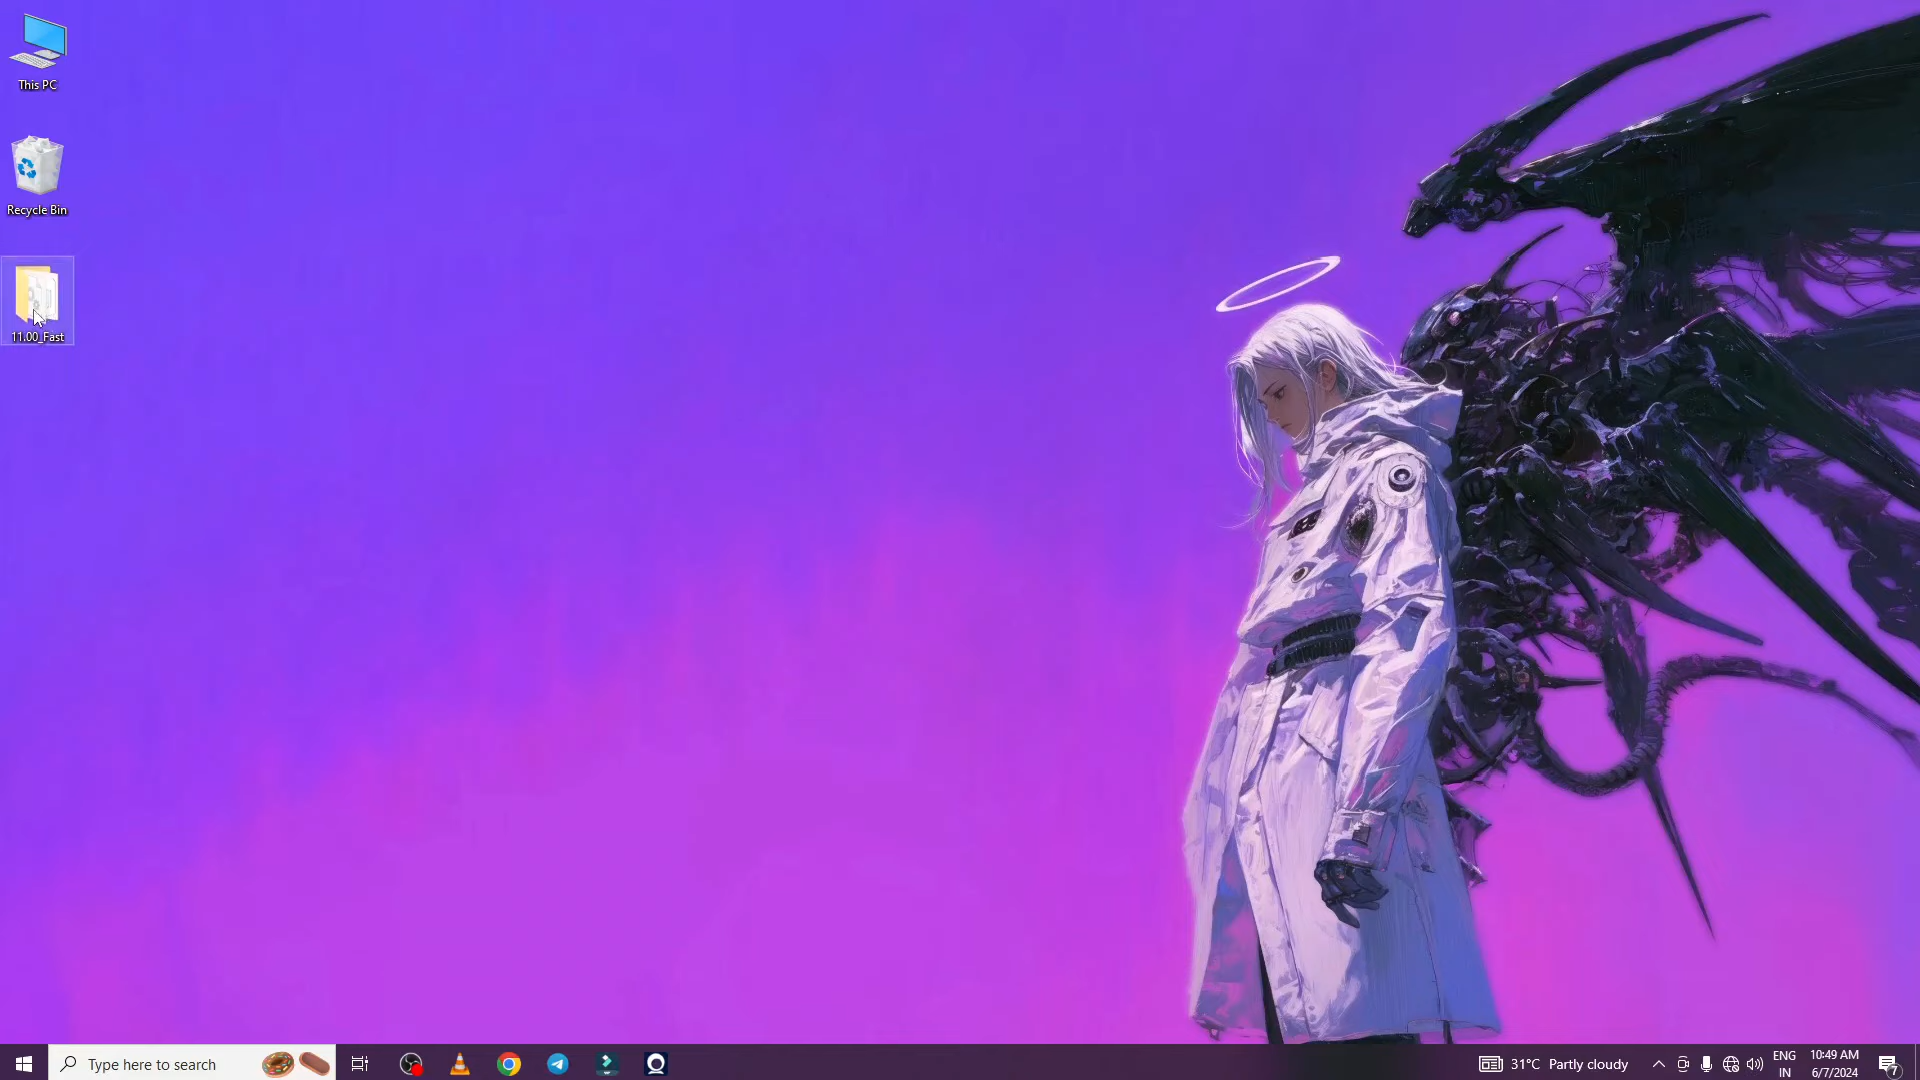 This PC
Recycle Bin
11.00_Fast
Type here to search
31°C Partly cloudy
ENG
IN
10:49 AM
6/7/2024
7